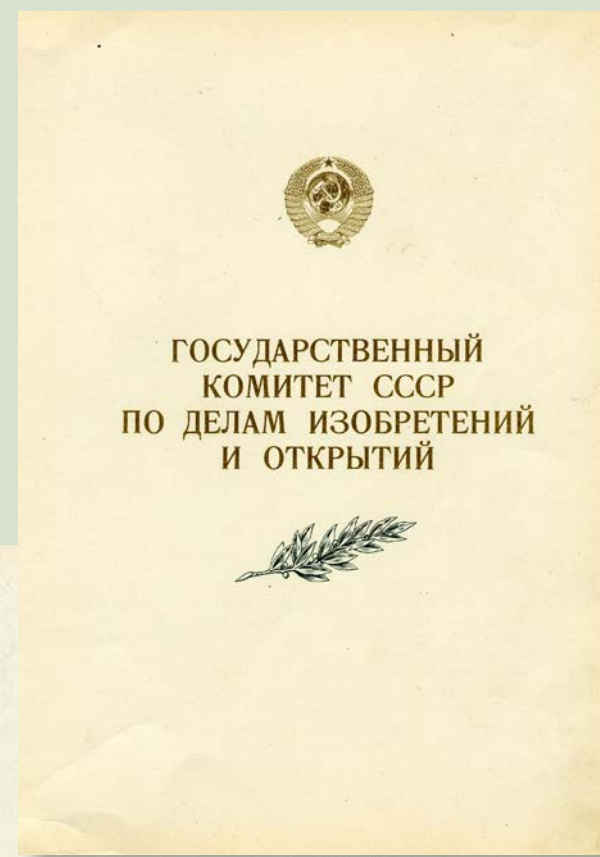 ГОСУДАРСТВЕННЫЙ
КОМИТЕТ СССР
ПО ДЕЛАМ ИЗОБРЕТЕНИЙ
И ОТКРЫТИЙ